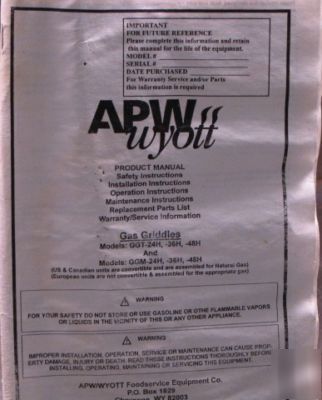 IMPORTANT
FOR FUTURE REFERENCE
Please complete this information and retain
this manual for the life of the equipment.
MODEL #
SERIAL #
DATE PURCHASED
For Warranty Service and/or Parts
this information is required
APW
wyott
PRODUCT MANUAL
Safety Instructions
Installation Instructions
Operation Instructions
Maintenance Instructions
Replacement Parts List
Warranty/Service Information
Gas Griddles
Models: GGT-24H, -36H, -48H
And
Models: GGM-24H, -36H, -48H
(US & Canadian units are convertible and are assembled for Natural Gas)
(European units are not convertible & assembled for the appropriate gas)
WARNING
FOR YOUR SAFETY DO NOT STORE OR USE GASOLINE OR OTHE FLAMMABLE VAPORS
OR LIQUIDS IN THE VICINITY OF THIS OR ANY OTHER APPLIANCE.
WARNING
IMPROPER INSTALLATION, OPERATION, SERVICE OR MAINTENANCE CAN CAUSE PROP-
ERTY DAMAGE, INJURY OR DEATH. READ THESE INSTRUCTIONS THOROUGHLY BEFORE
INSTALLING, OPERATING, MAINTAINING OR SERVICING THIS EQUIPMENT.
APW/WYOTT Foodservice Equipment Co.
P.O. Box 1829
Cheyenne, WY 82003